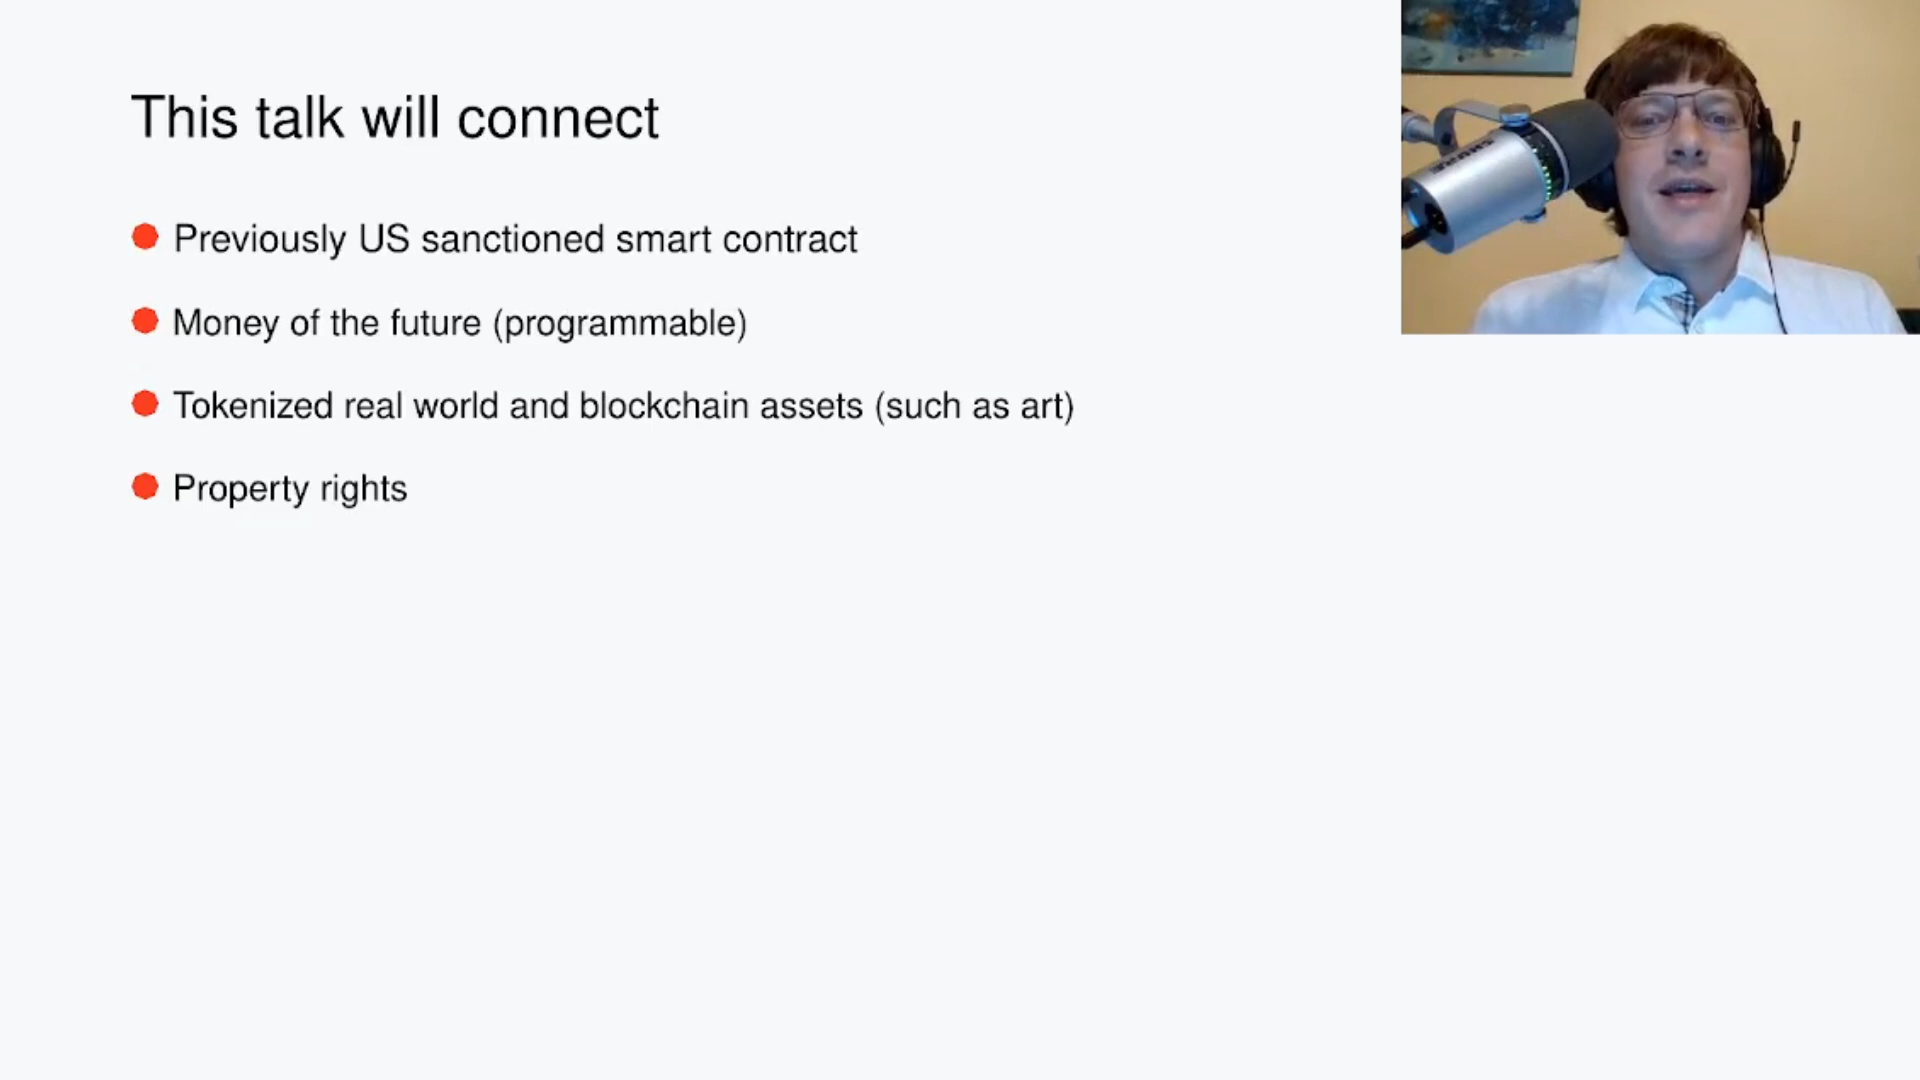 This talk will connect
Previously US sanctioned smart contract
Money of the future (programmable)
Tokenized real world and blockchain assets (such as art)
Property rights